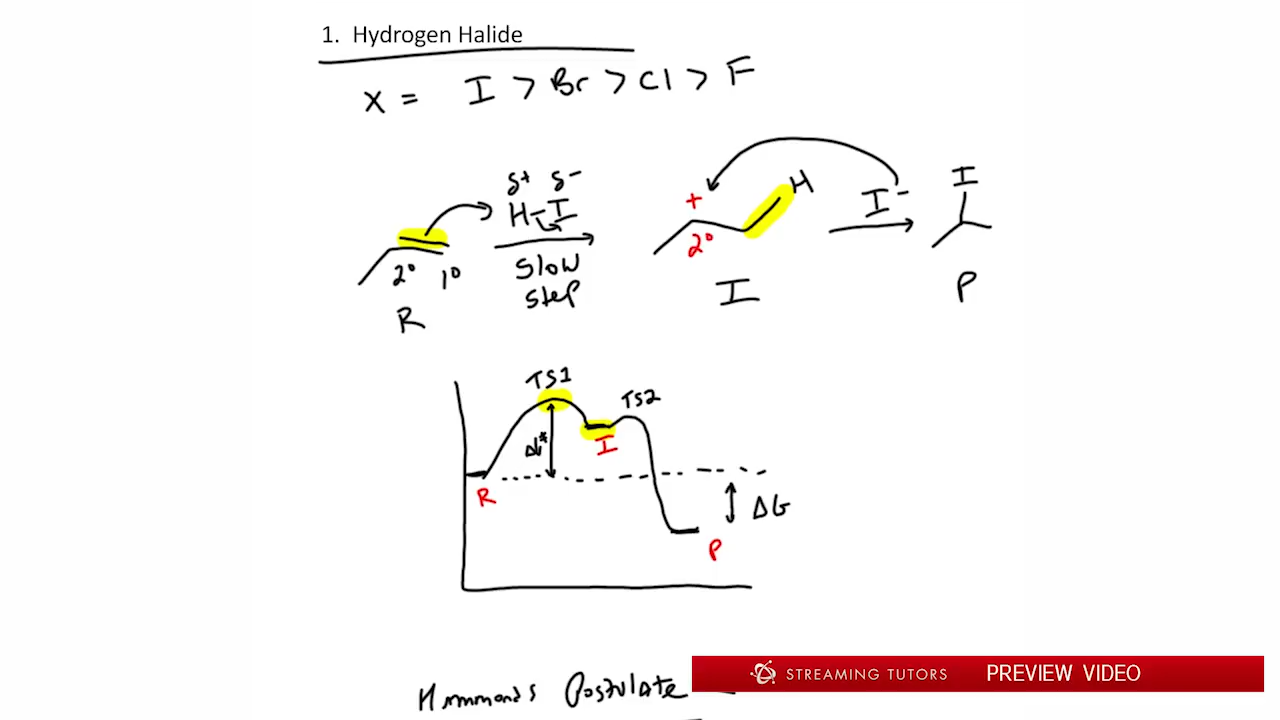 1. Hydrogen Halide
X = I > Br > Cl > F
δ+ δ-
H-I
H
+
I-
I
2° 1°
slow
step
2°
R
I
P
TS1
TS2
ΔG*
I
R
ΔG
P
Hammonds Postulate
STREAMING TUTORS PREVIEW VIDEO